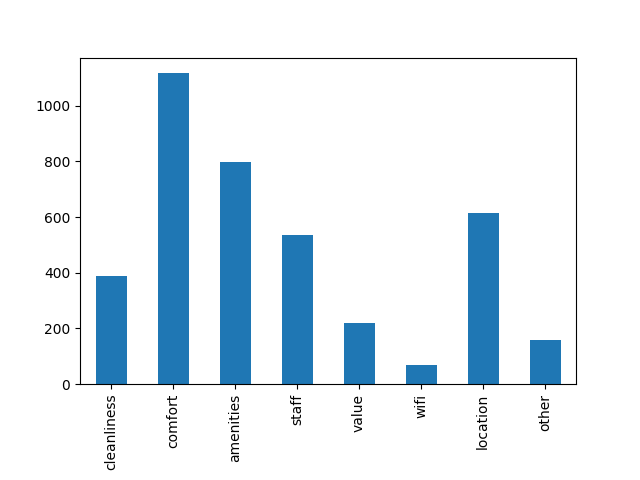 1000
800
600
400
200
0
cleanliness
comfort
amenities
staff
value
wifi
location
other